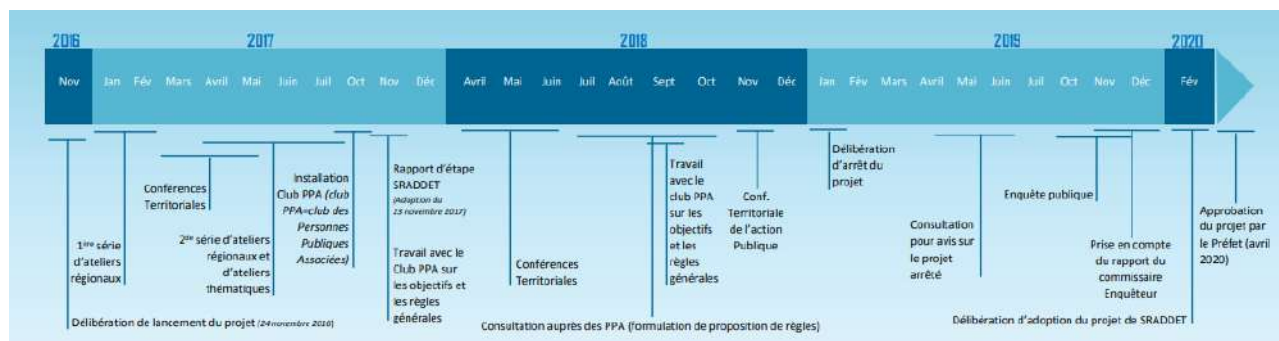 2016
2017
2018
2019
2020
Nov
Jan Fév Mars Avril Mai Juin Juil Oct Nov Déc
Avril Mai Juin Juil Août Sept Oct Nov Déc
Jan Fév Mars Avril Mai Juin Juil Oct Nov Déc
Fév
Délibération de lancement du projet (24 novembre 2016)
1ère série
d'ateliers
régionaux
Conférences
Territoriales
2de série d'ateliers
régionaux et
d'ateliers
thématiques
Installation
Club PPA (club
PPA=club des
Personnes
Publiques
Associées)
Rapport d'étape
SRADDET
(Adoption du
23 novembre 2017)
Travail avec le
Club PPA sur
les objectifs et
les règles
générales
Conférences
Territoriales
Consultation auprès des PPA (formulation de proposition de règles)
Travail
avec le
club PPA
sur les
objectifs
et les
règles
générales
Conf.
Territoriale
de l'action
Publique
Délibération
d'arrêt du
projet
Consultation
pour avis sur
le projet
arrêté
Enquête publique
Prise en compte
du rapport du
commissaire
Enquêteur
Délibération d'adoption du projet de SRADDET
Approbation
du projet par
le Préfet (avril
2020)